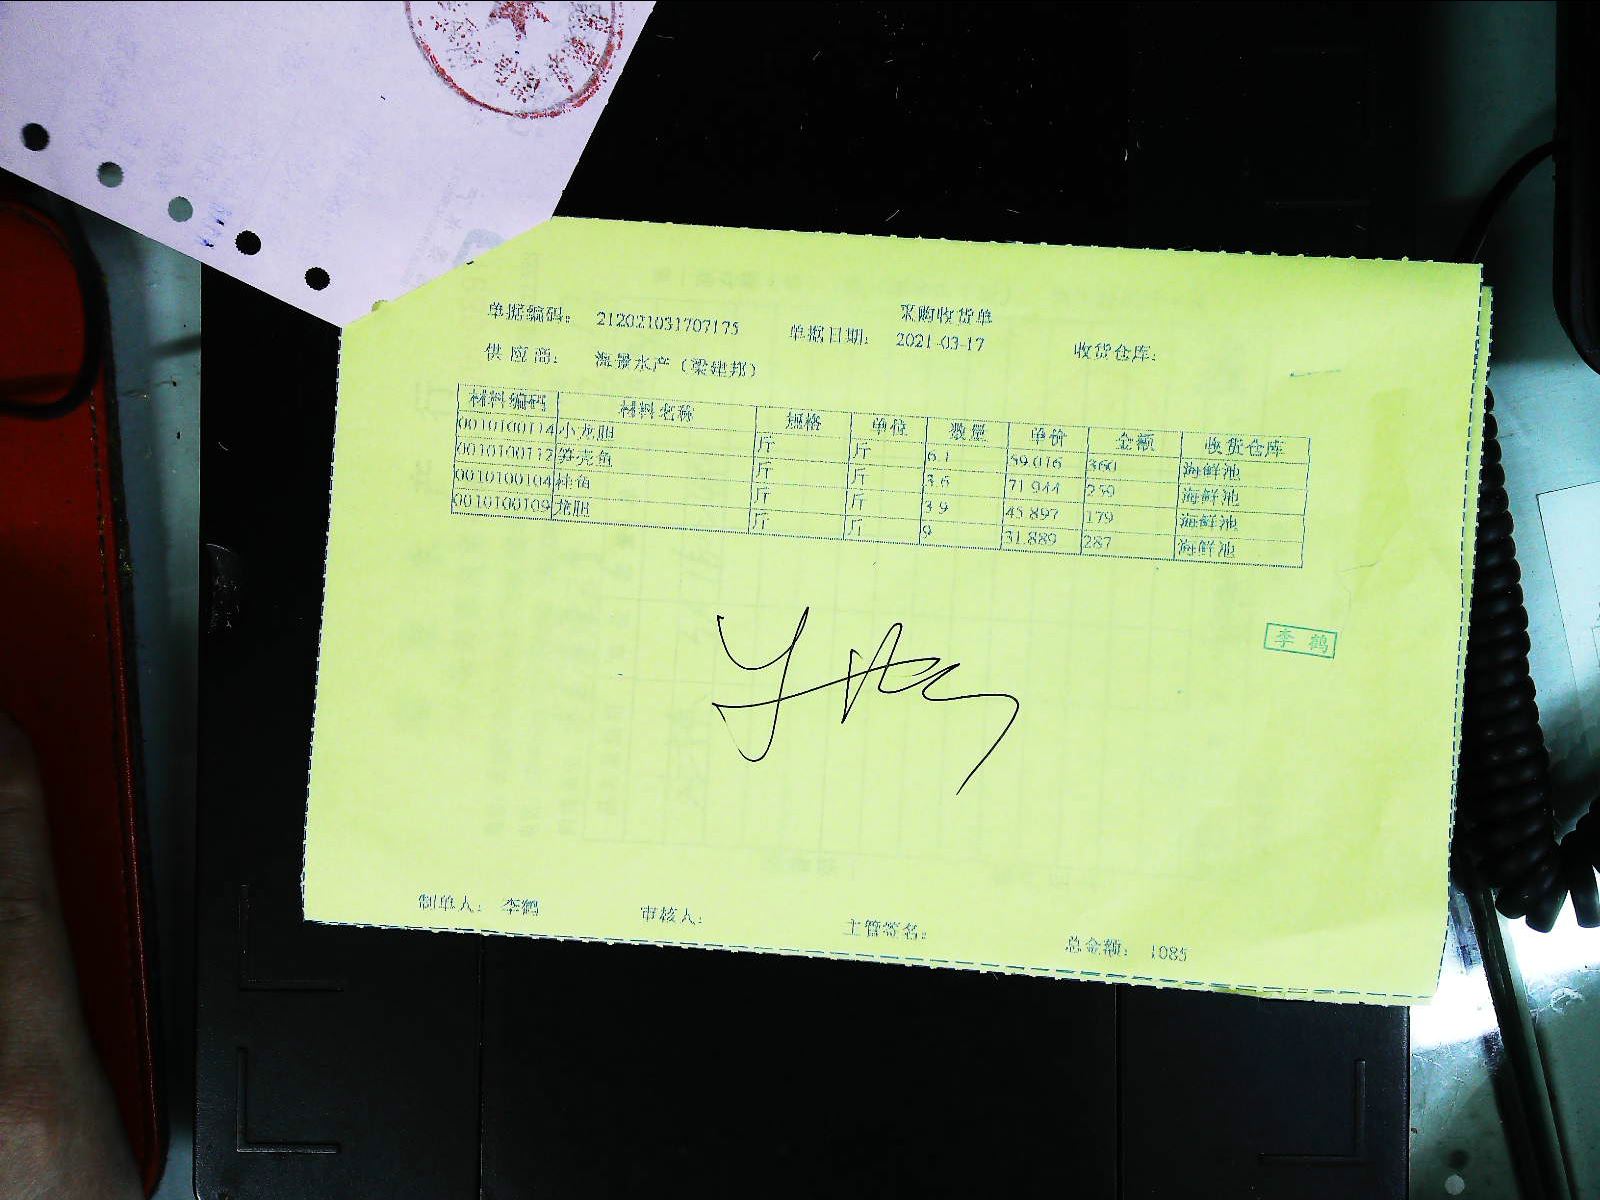 采购收货单
单据编码: 212021031707175 单据日期: 2021-03-17 收货仓库:
供应商: 海景水产(梁建邦)
材料编码 材料名称 规格 单位 数量 单价 金额 收货仓库
0010100114 小龙胆 斤 斤 6.1 59.016 360 海鲜池
0010100112 笋壳鱼 斤 斤 3.6 71.944 259 海鲜池
0010100104 桂鱼 斤 斤 3.9 45.897 179 海鲜池
0010100109 龙胆 斤 斤 9 31.889 287 海鲜池
李鹤
制单人: 李鹤 审核人: 主管签名: 总金额: 1085